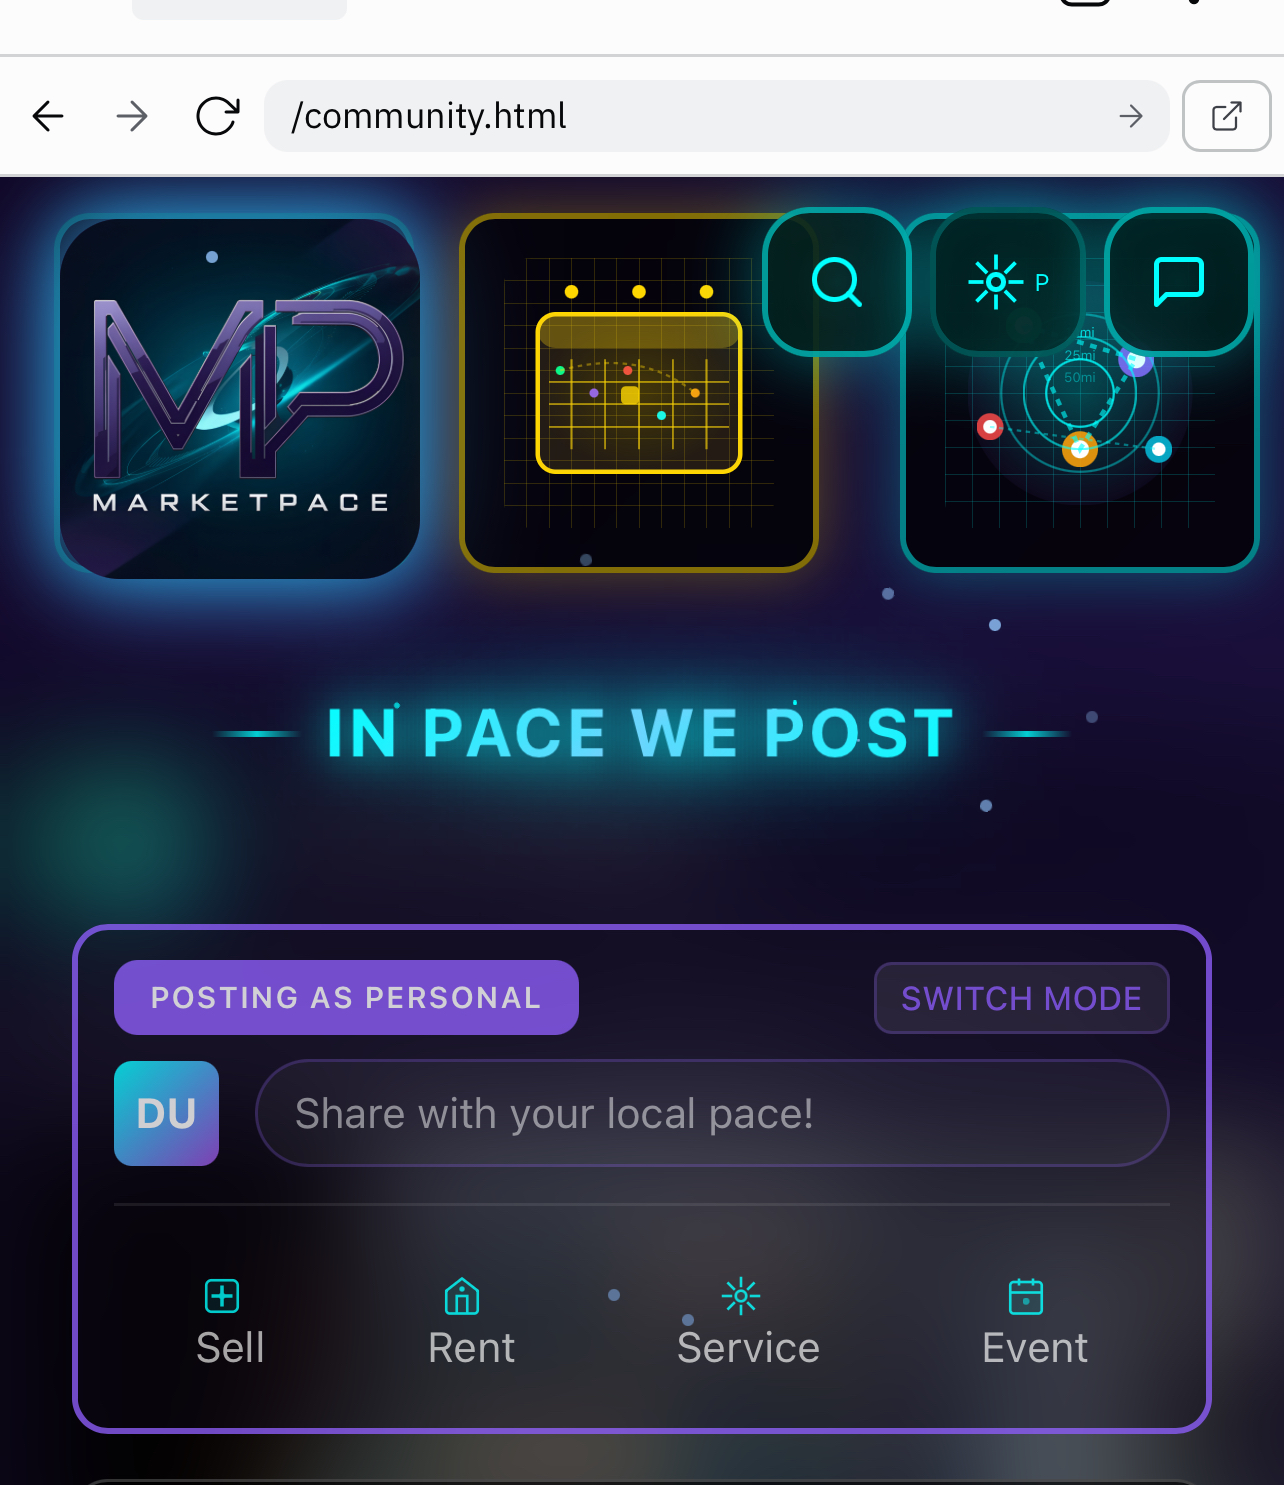 /community.html
MP
MARKETPACE
P
mi
25mi
50mi
IN PACE WE POST
POSTING AS PERSONAL
SWITCH MODE
DU
Share with your local pace!
Sell
Rent
Service
Event